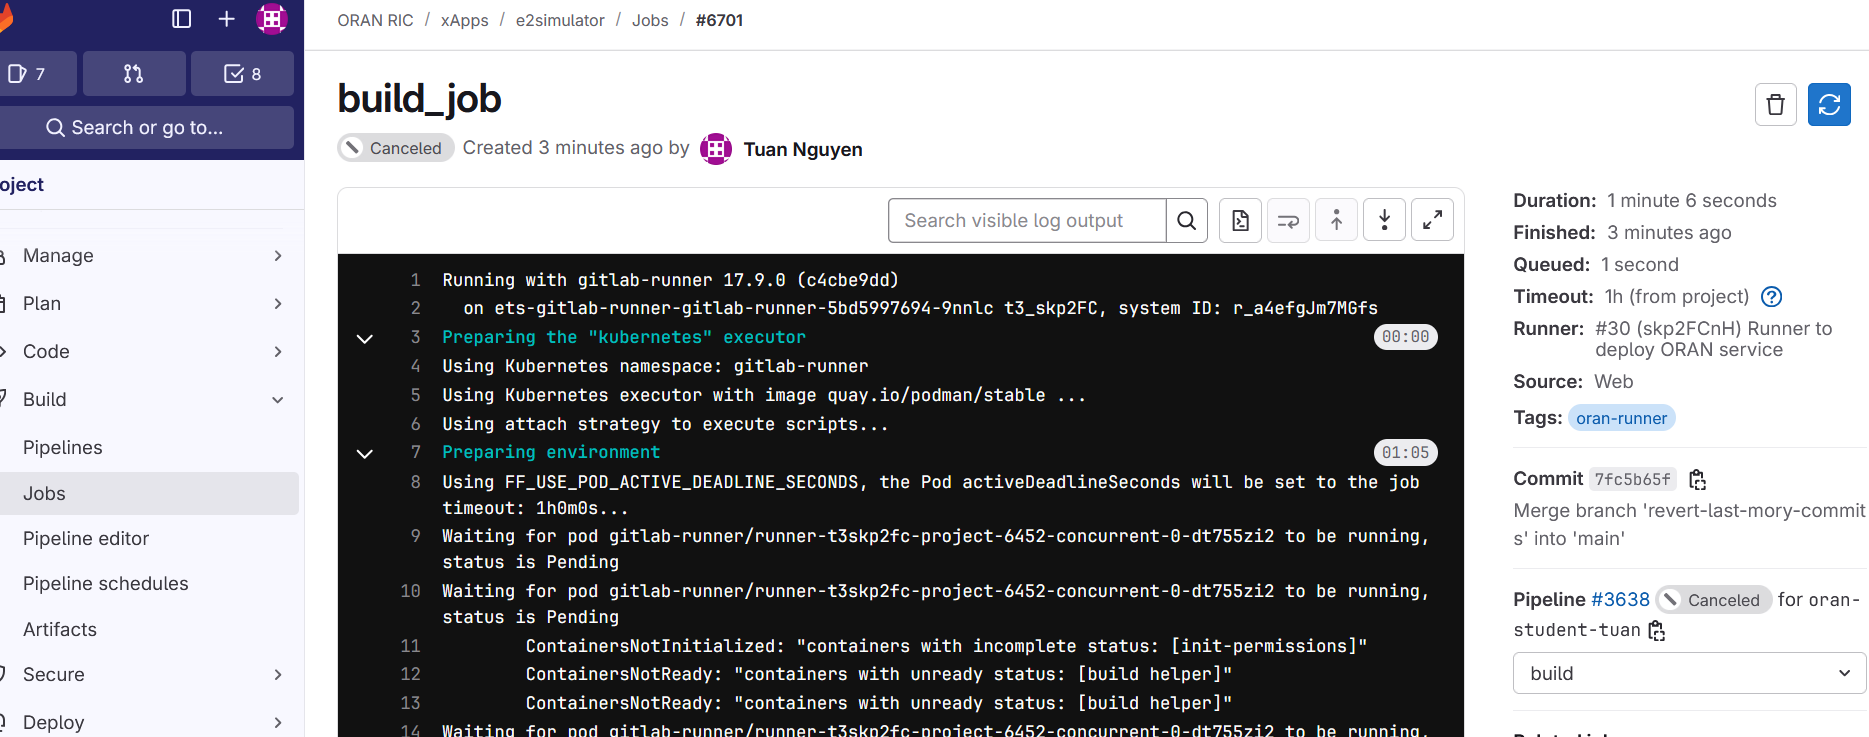 ORAN RIC / xApps / e2simulator / Jobs / #6701
7
8
Search or go to...
oject
Manage
Plan
Code
Build
Pipelines
Jobs
Pipeline editor
Pipeline schedules
Artifacts
Secure
Deploy
build_job
Canceled Created 3 minutes ago by Tuan Nguyen
Search visible log output
1 Running with gitlab-runner 17.9.0 (c4cbe9dd)
2 on ets-gitlab-runner-gitlab-runner-5bd5997694-9nnlc t3_skp2FC, system ID: r_a4efgJm7MGfs
3 Preparing the "kubernetes" executor 00:00
4 Using Kubernetes namespace: gitlab-runner
5 Using Kubernetes executor with image quay.io/podman/stable ...
6 Using attach strategy to execute scripts...
7 Preparing environment 01:05
8 Using FF_USE_POD_ACTIVE_DEADLINE_SECONDS, the Pod activeDeadlineSeconds will be set to the job
timeout: 1h0m0s...
9 Waiting for pod gitlab-runner/runner-t3skp2fc-project-6452-concurrent-0-dt755zi2 to be running,
status is Pending
10 Waiting for pod gitlab-runner/runner-t3skp2fc-project-6452-concurrent-0-dt755zi2 to be running,
status is Pending
11 ContainersNotInitialized: "containers with incomplete status: [init-permissions]"
12 ContainersNotReady: "containers with unready status: [build helper]"
13 ContainersNotReady: "containers with unready status: [build helper]"
14 Waiting for pod gitlab-runner/runner-t3skp2fc-project-6452-concurrent-0-dt755zi2 to be running,
Duration: 1 minute 6 seconds
Finished: 3 minutes ago
Queued: 1 second
Timeout: 1h (from project)
Runner: #30 (skp2FCnH) Runner to
deploy ORAN service
Source: Web
Tags: oran-runner
Commit 7fc5b65f
Merge branch 'revert-last-mory-commit
s' into 'main'
Pipeline #3638 Canceled for oran-
student-tuan
build